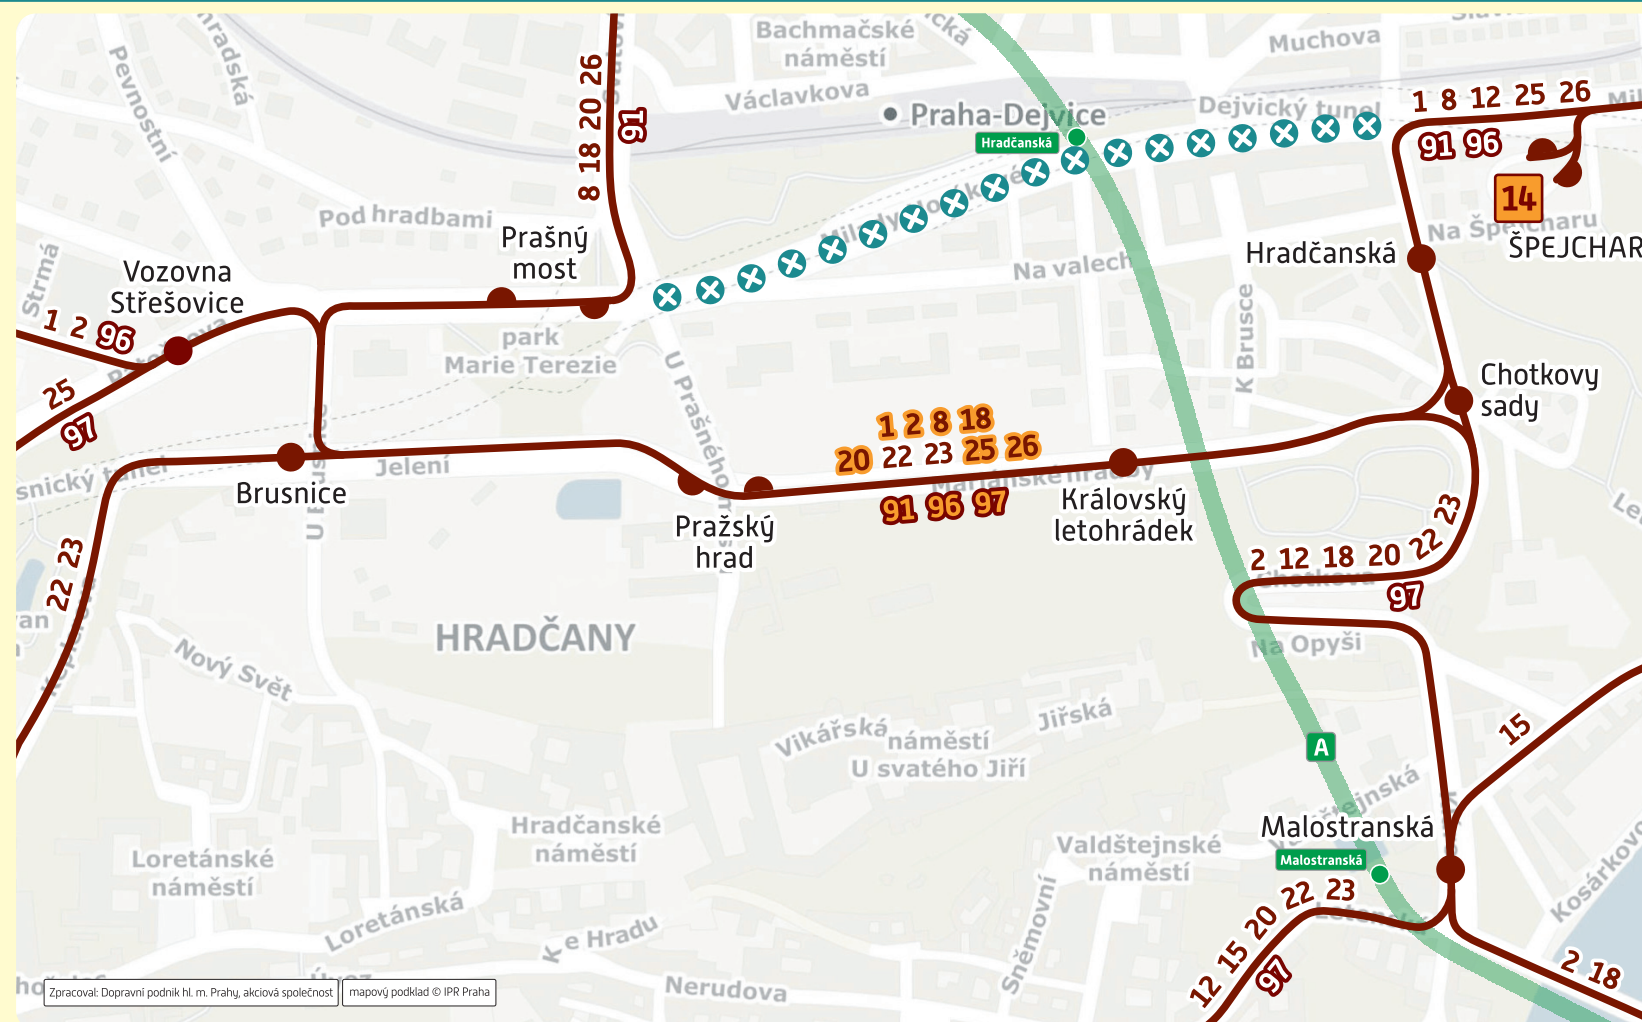 Bachmačské
náměstí
Muchova
Pevnostní
Václavkova
Praha-Dejvice
Hradčanská
Dejvický tunel
1 8 12 25 26
91 96
14
Na Špejcharu
ŠPEJCHAR
8 18 20 26
91
Pod hradbami
Prašný
most
Hradčanská
Na valech
Strmá
Vozovna
Střešovice
1 2 96
25
97
park
Marie Terezie
U Prašného
K Brusce
Chotkovy
sady
1 2 8 18
20 22 23 25 26
91 96 97
Mariánské hradby
Jelení
Brusnice
Pražský
hrad
Královský
letohrádek
22 23
2 12 18 20 22 23
97
Chotkova
Na Opyši
HRADČANY
Nový Svět
Vikářská
náměstí
U svatého Jiří
Jiřská
A
15
Malostranská
Malostranská
Hradčanské
náměstí
Valdštejnské
náměstí
Loretánské
náměstí
Loretánská
Ke Hradu
Sněmovní
Nerudova
Letenská
12 15 20 22 23
97
2 18
Kosárkovo
Zpracoval: Dopravní podnik hl. m. Prahy, akciová společnost
mapový podklad © IPR Praha